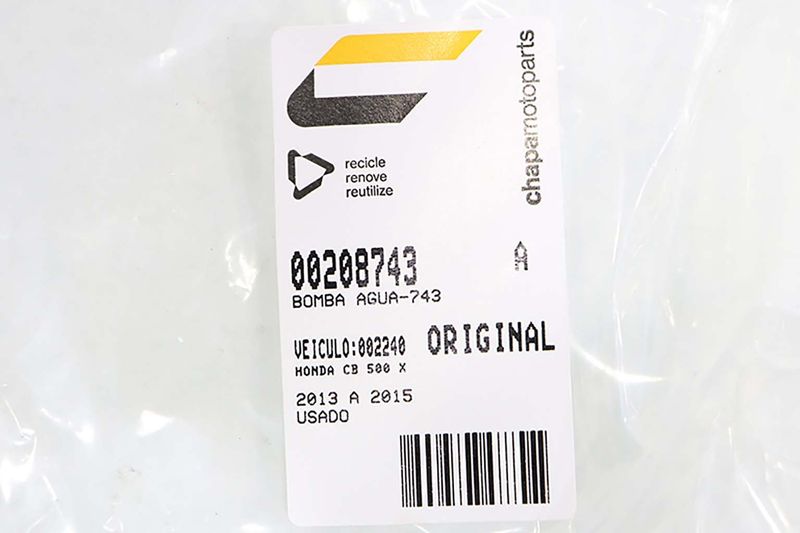 chapamotoparts
recicle
renove
reutilize
00208743
A
BOMBA AGUA-743
VEICULO:002240
ORIGINAL
HONDA CB 500 X
2013 A 2015
USADO